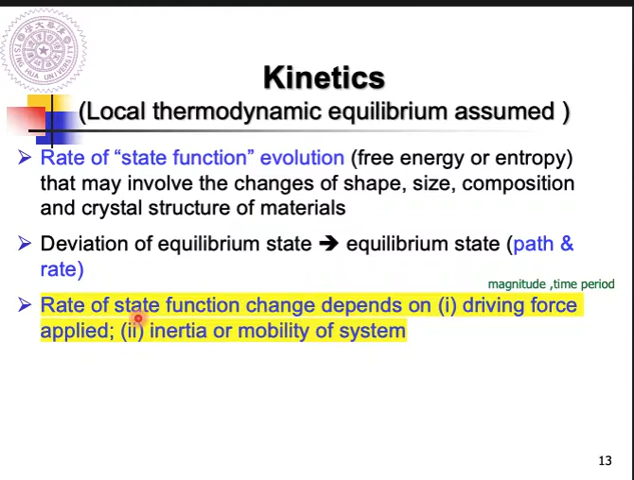 Kinetics
(Local thermodynamic equilibrium assumed )
➢ Rate of “state function” evolution (free energy or entropy)
that may involve the changes of shape, size, composition
and crystal structure of materials
➢ Deviation of equilibrium state ➔ equilibrium state (path &
rate)
magnitude ,time period
➢ Rate of state function change depends on (i) driving force
applied; (ii) inertia or mobility of system
13